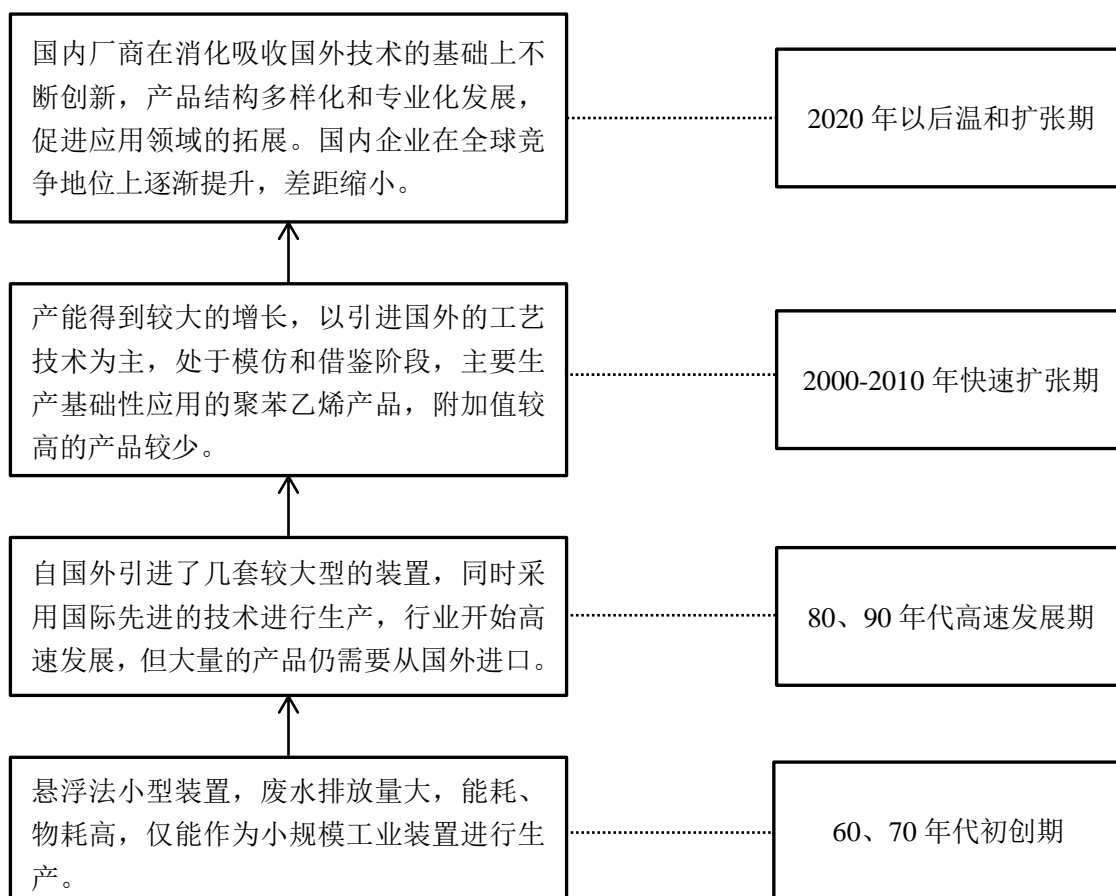 国内厂商在消化吸收国外技术的基础上不
断创新，产品结构多样化和专业化发展，
促进应用领域的拓展。国内企业在全球竞
争地位上逐渐提升，差距缩小。
2020 年以后温和扩张期
产能得到较大的增长，以引进国外的工艺
技术为主，处于模仿和借鉴阶段，主要生
产基础性应用的聚苯乙烯产品，附加值较
高的产品较少。
2000-2010 年快速扩张期
自国外引进了几套较大型的装置，同时采
用国际先进的技术进行生产，行业开始高
速发展，但大量的产品仍需要从国外进口。
80、90 年代高速发展期
悬浮法小型装置，废水排放量大，能耗、
物耗高，仅能作为小规模工业装置进行生
产。
60、70 年代初创期